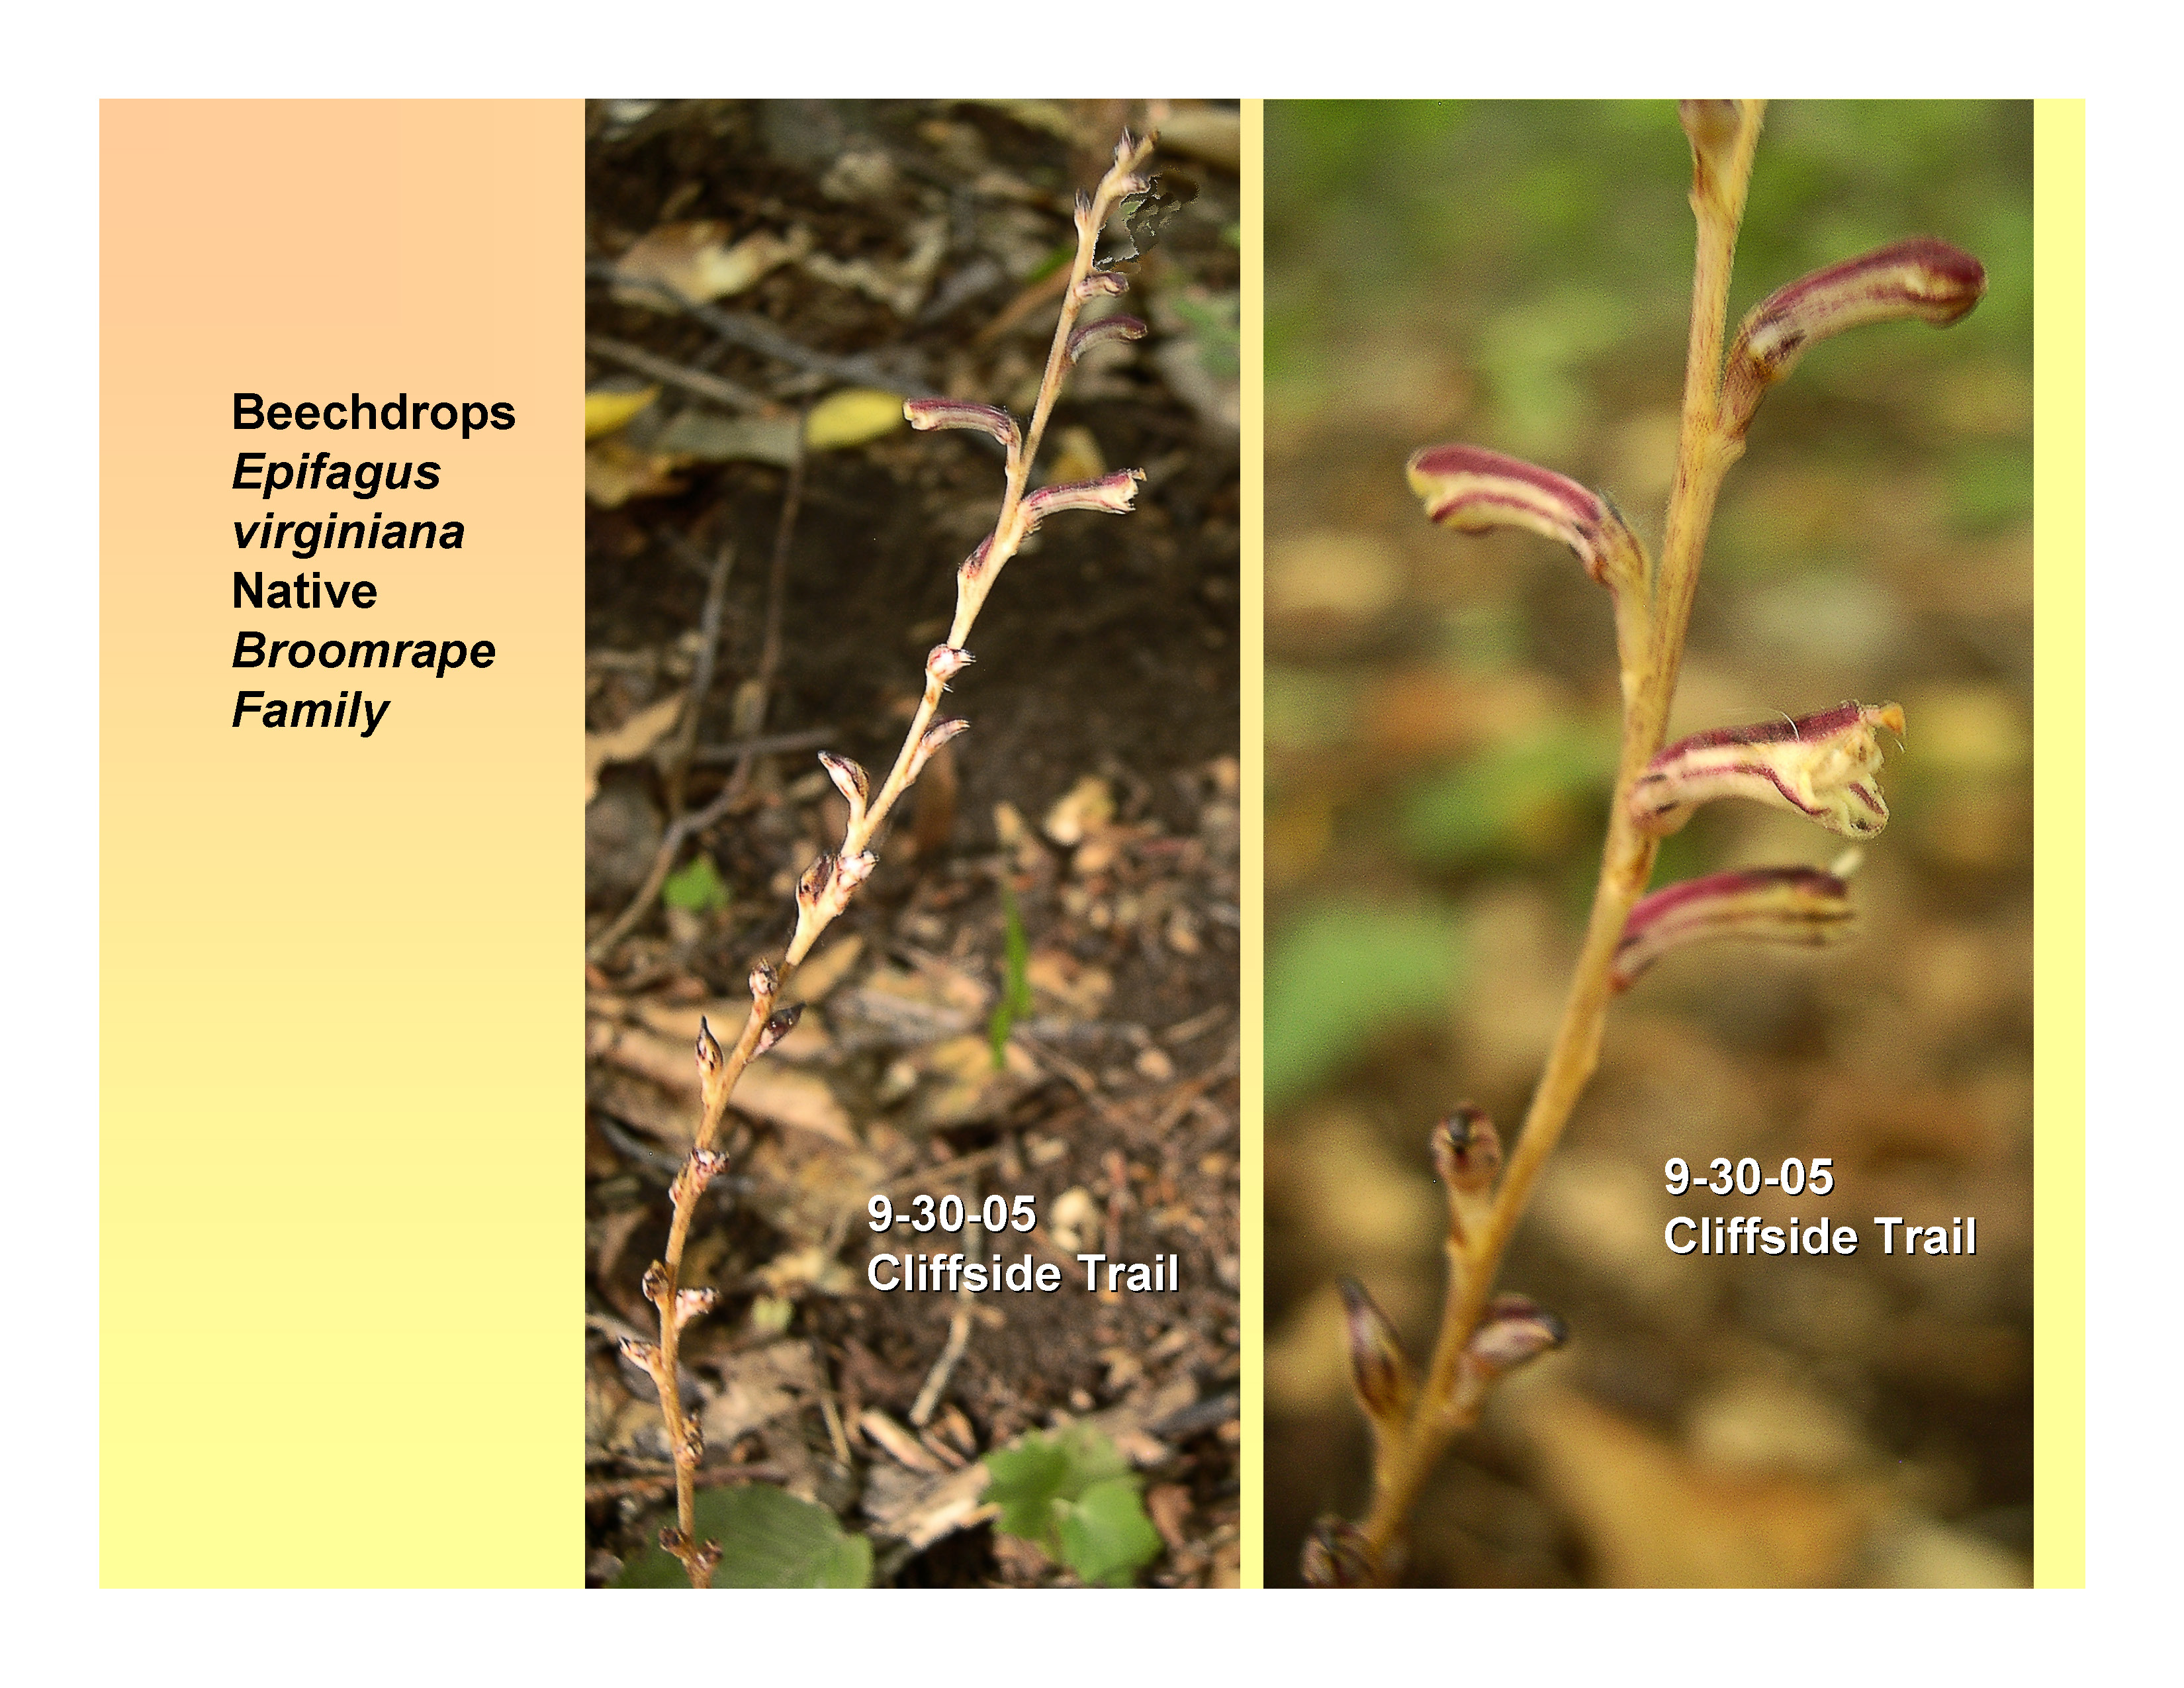 Beechdrops
Epifagus
virginiana
Native
Broomrape
Family
9-30-05
Cliffside Trail
9-30-05
Cliffside Trail